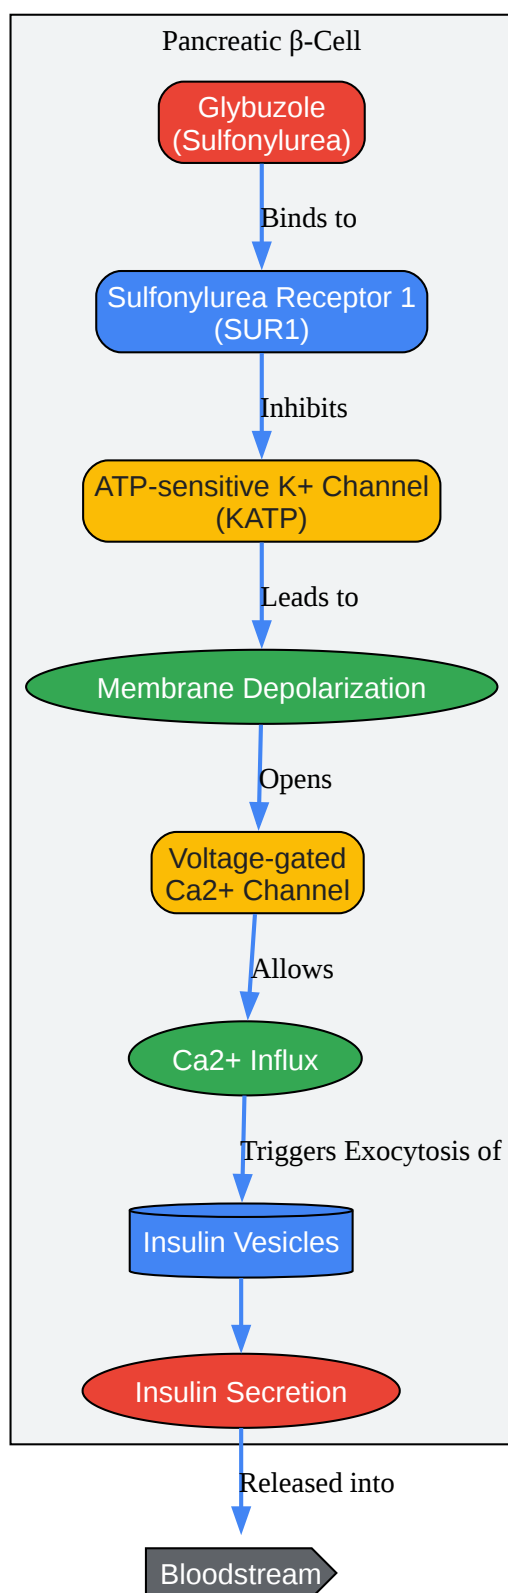 Pancreatic β-Cell
Glybuzole
(Sulfonylurea)
Binds to
Sulfonylurea Receptor 1
(SUR1)
Inhibits
ATP-sensitive K+ Channel
(KATP)
Leads to
Membrane Depolarization
Opens
Voltage-gated
Ca2+ Channel
Allows
Ca2+ Influx
Triggers Exocytosis of
Insulin Vesicles
Insulin Secretion
Released into
Bloodstream